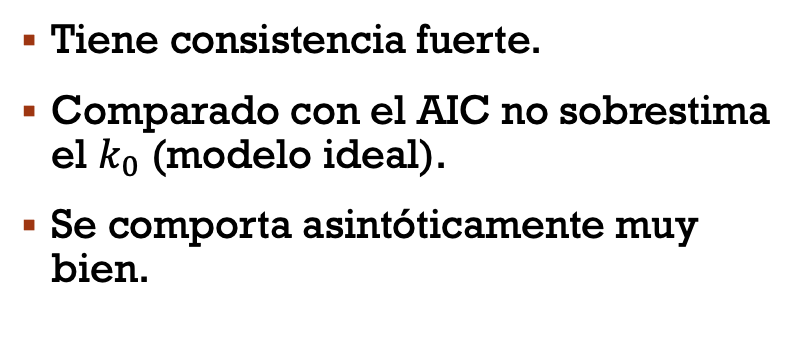 ▪ Tiene consistencia fuerte.
▪ Comparado con el AIC no sobrestima
el k₀ (modelo ideal).
▪ Se comporta asintóticamente muy
bien.